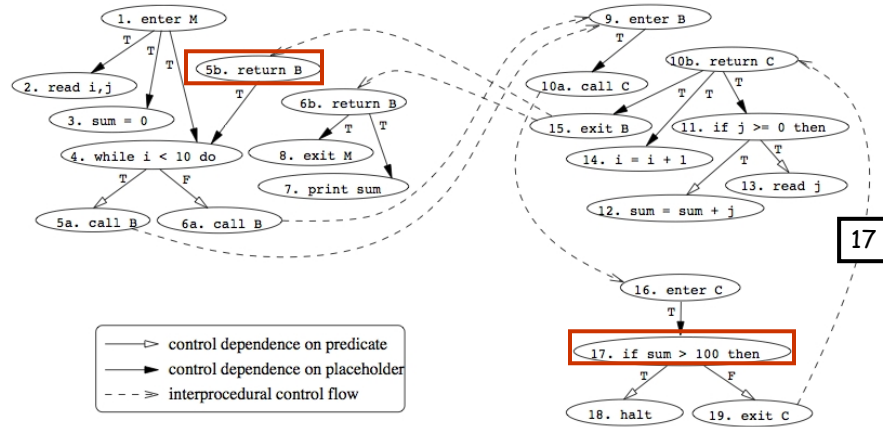 1. enter M
T
T
T
2. read i,j
3. sum = 0
5b. return B
T
4. while i < 10 do
T
F
5a. call B
6a. call B
6b. return B
T
T
8. exit M
7. print sum
9. enter B
T
10a. call C
10b. return C
T
T
T
15. exit B
14. i = i + 1
11. if j >= 0 then
T
T
13. read j
12. sum = sum + j
17
16. enter C
T
17. if sum > 100 then
T
F
18. halt
19. exit C
control dependence on predicate
control dependence on placeholder
interprocedural control flow